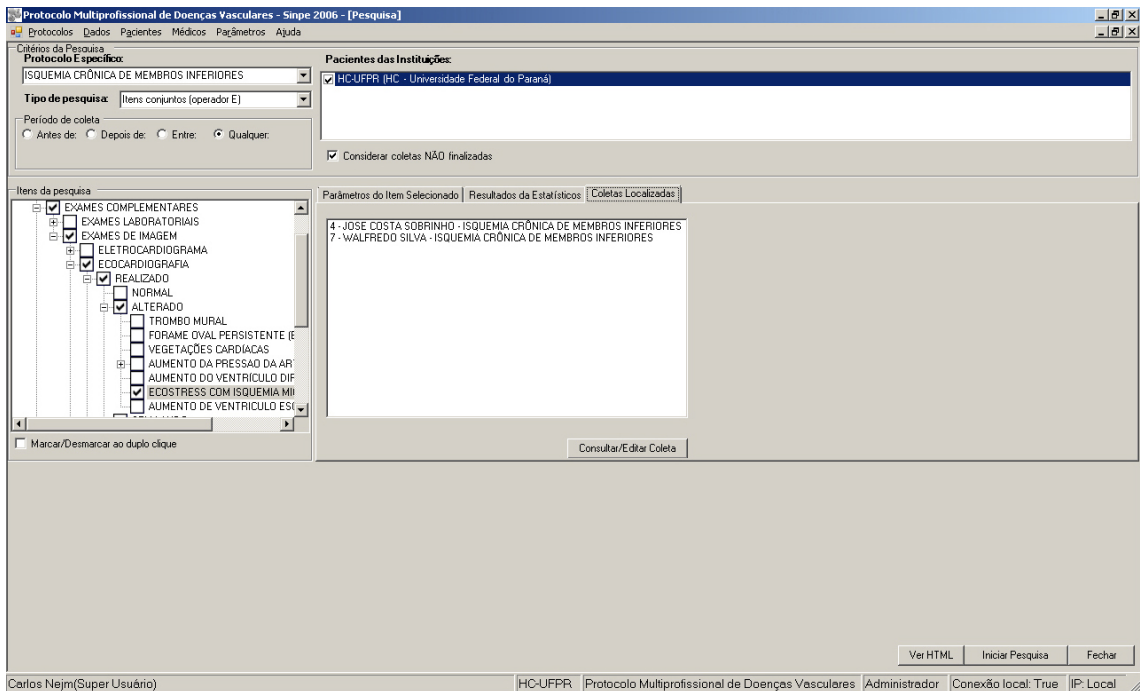 Protocolo Multiprofissional de Doenças Vasculares - Sinpe 2006 - [Pesquisa]
Protocolos Dados Pacientes Médicos Parâmetros Ajuda
Critérios da Pesquisa
Protocolo Específico:
ISQUEMIA CRÔNICA DE MEMBROS INFERIORES
Tipo de pesquisa: Itens conjuntos (operador E)
Período de coleta
Antes de: Depois de: Entre: Qualquer:
Pacientes das Instituições:
HC-UFPR (HC - Universidade Federal do Paraná)
Considerar coletas NÃO finalizadas
Itens da pesquisa
EXAMES COMPLEMENTARES
EXAMES LABORATORIAIS
EXAMES DE IMAGEM
ELETROCARDIOGRAMA
ECOCARDIOGRAFIA
REALIZADO
NORMAL
ALTERADO
TROMBO MURAL
FORAME OVAL PERSISTENTE (E
VEGETAÇÕES CARDÍACAS
AUMENTO DA PRESSAO DA AR
AUMENTO DO VENTRÍCULO DIF
ECOSTRESS COM ISQUEMIA MI
AUMENTO DE VENTRICULO ES
Marcar/Desmarcar ao duplo clique
Parâmetros do Item Selecionado Resultados da Estatísticos Coletas Localizadas
4 - JOSE COSTA SOBRINHO - ISQUEMIA CRÔNICA DE MEMBROS INFERIORES
7 - WALFREDO SILVA - ISQUEMIA CRÔNICA DE MEMBROS INFERIORES
Consultar/Editar Coleta
Ver HTML Iniciar Pesquisa Fechar
Carlos Nejm(Super Usuário) HC-UFPR Protocolo Multiprofissional de Doenças Vasculares Administrador Conexão local: True IP: Local